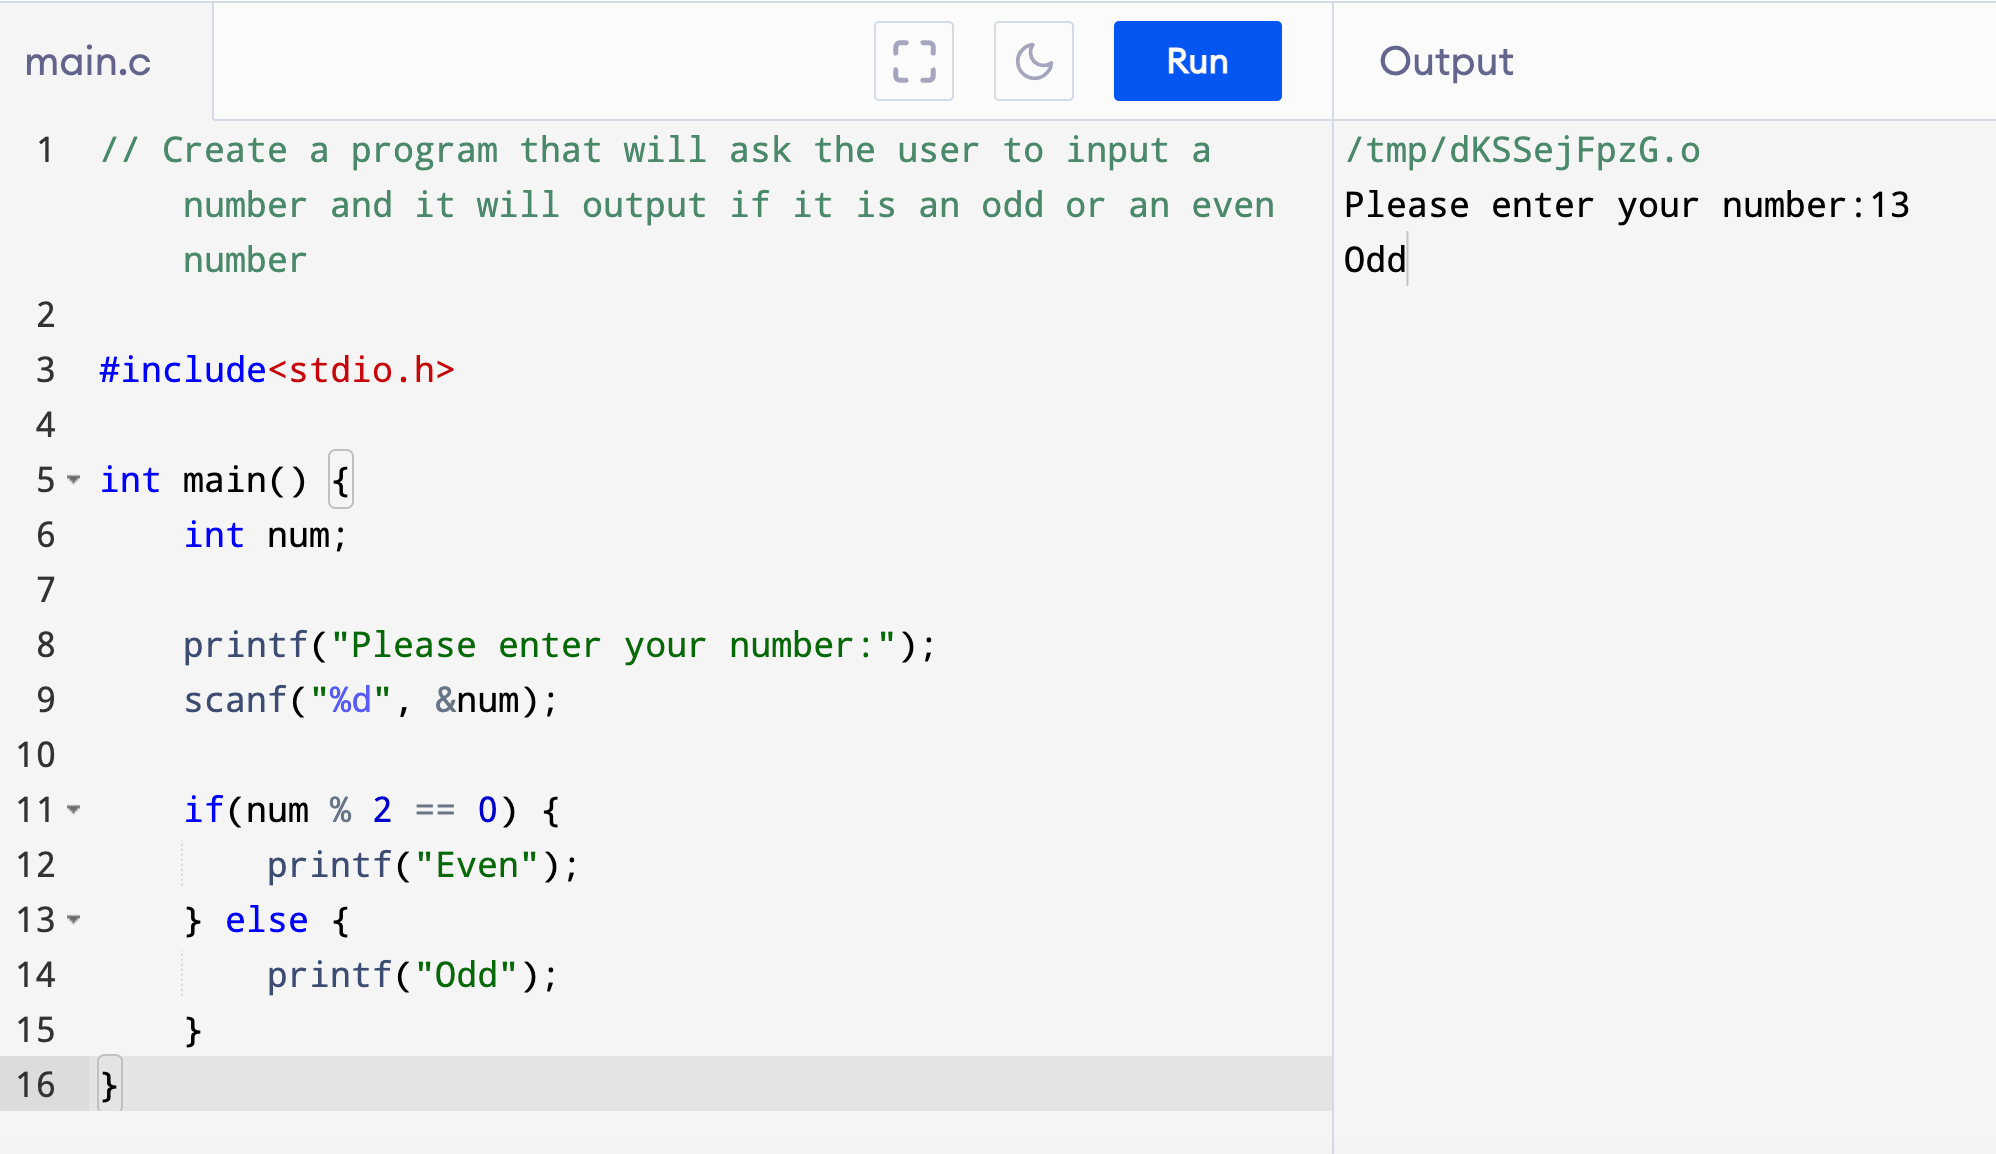 main.c
Run
Output
1 // Create a program that will ask the user to input a
number and it will output if it is an odd or an even
number
2
3 #include<stdio.h>
4
5 int main() {
6 int num;
7
8 printf("Please enter your number:");
9 scanf("%d", &num);
10
11 if(num % 2 == 0) {
12 printf("Even");
13 } else {
14 printf("Odd");
15 }
16 }
/tmp/dKSSejFpzG.o
Please enter your number:13
Odd